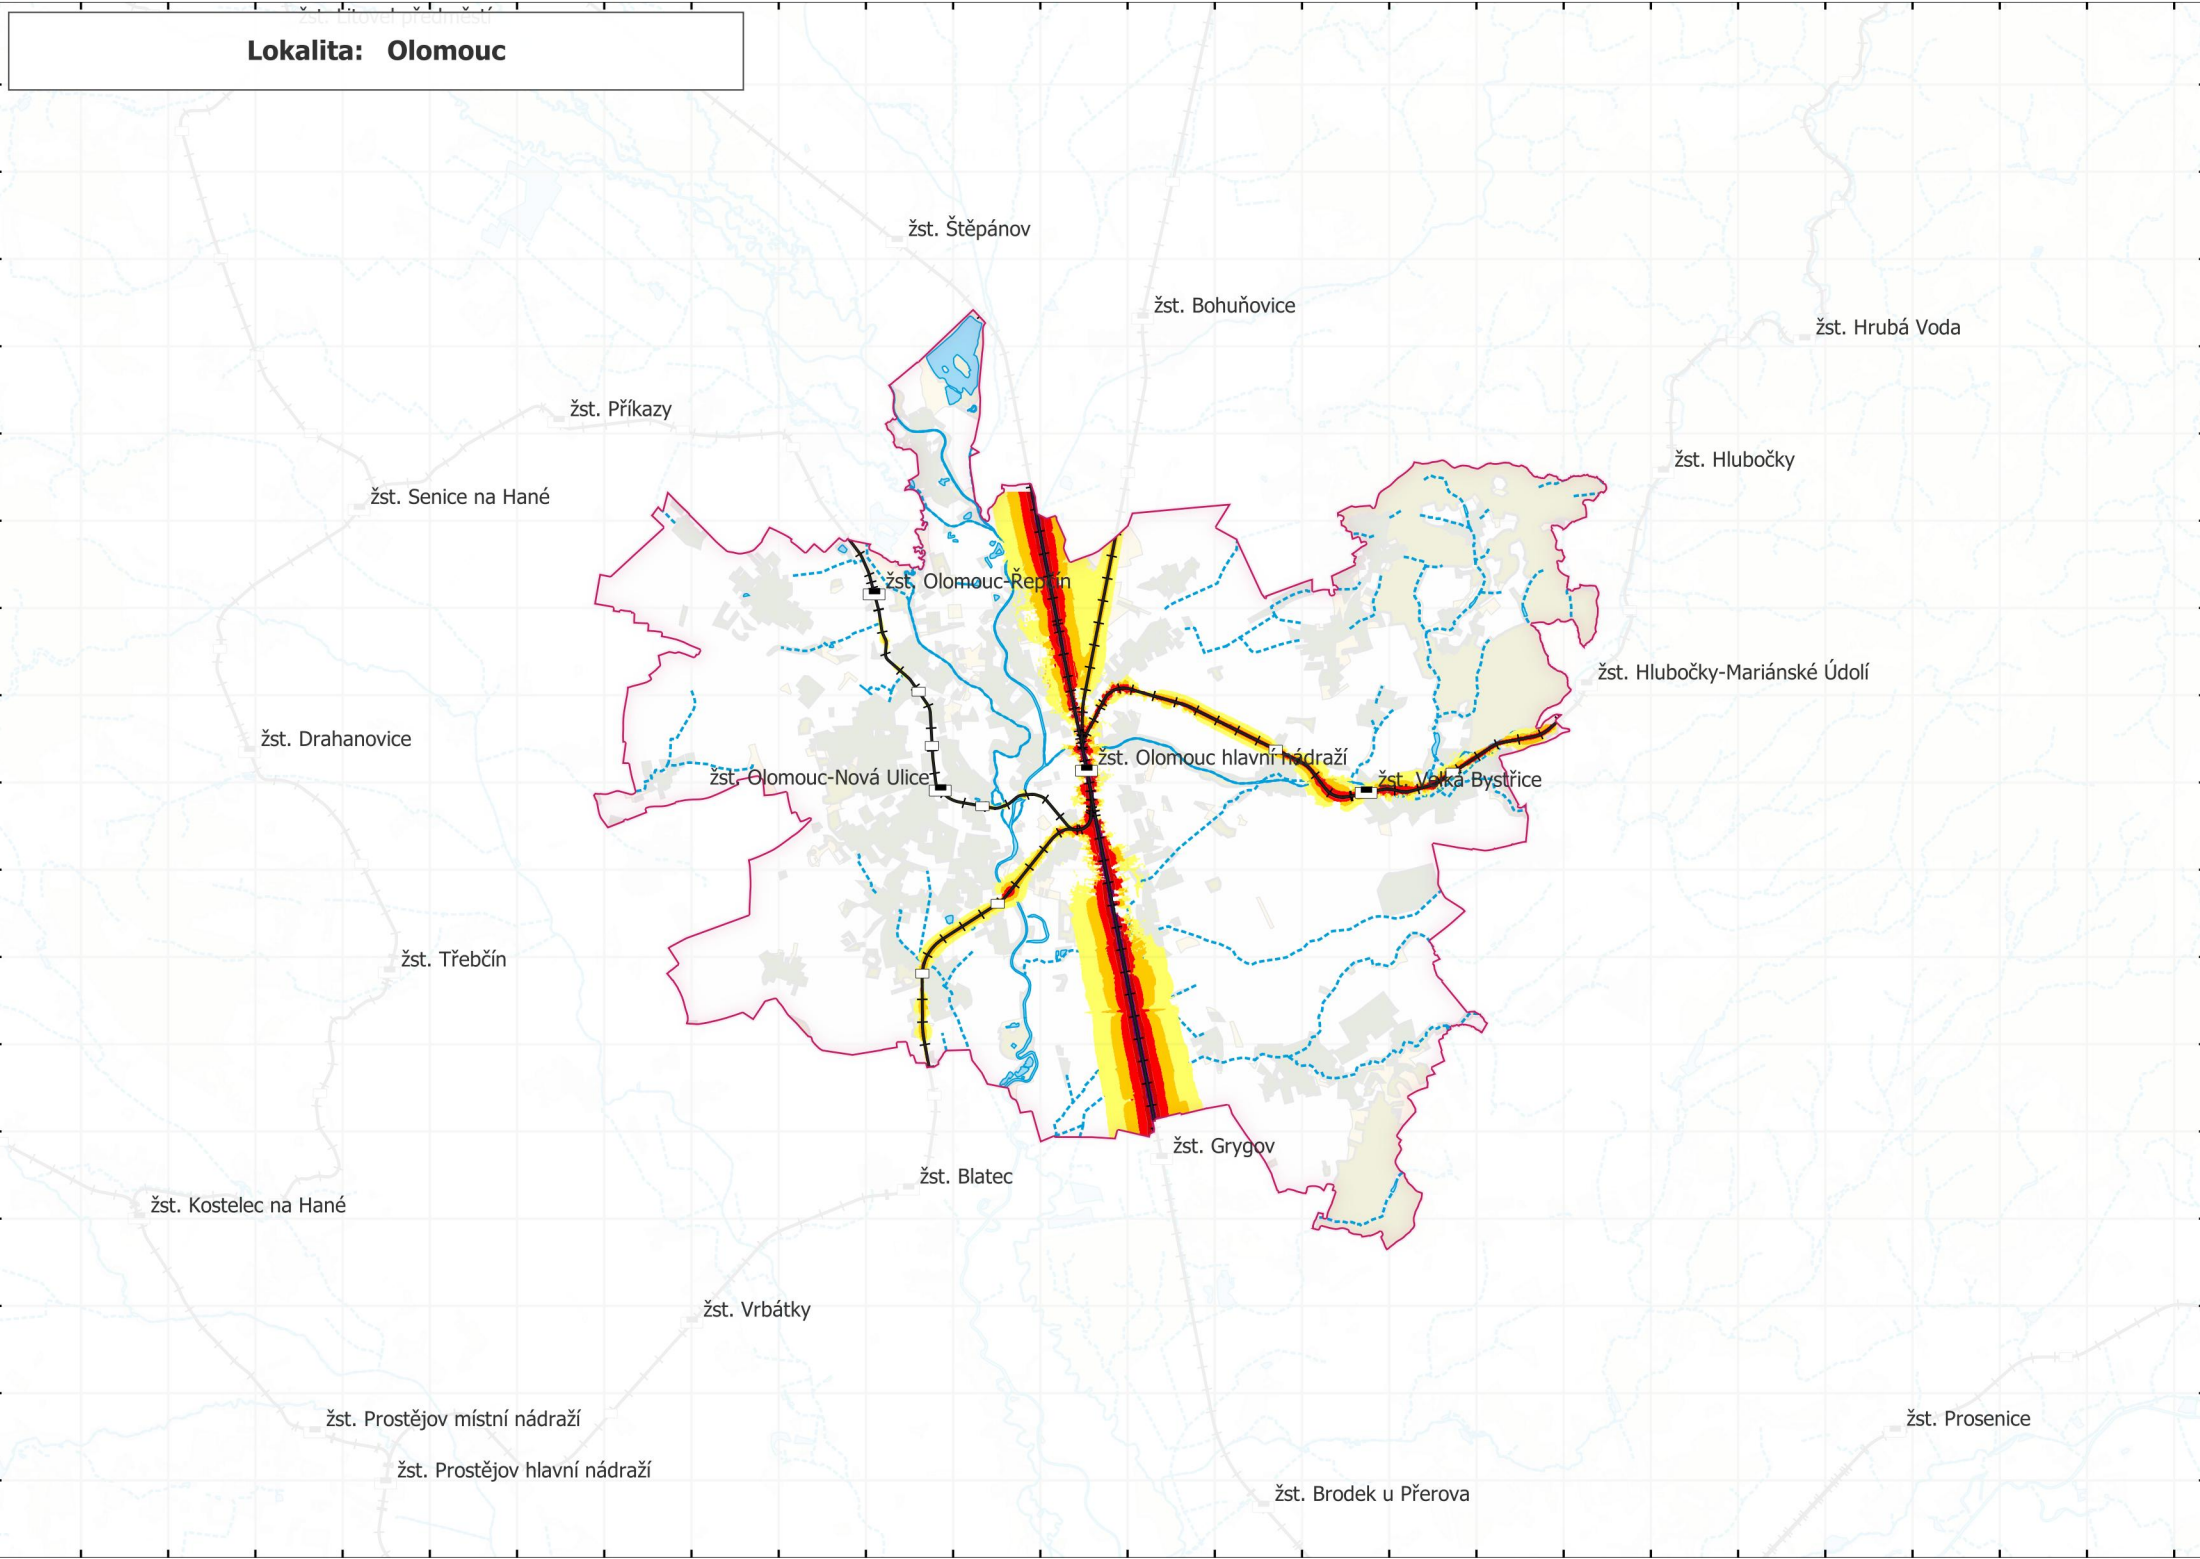 žst. Litovel předměstí
Lokalita: Olomouc
žst. Štěpánov
žst. Bohuňovice
žst. Hrubá Voda
žst. Příkazy
žst. Hlubočky
žst. Senice na Hané
žst. Olomouc-Řepčín
žst. Hlubočky-Mariánské Údolí
žst. Drahanovice
žst. Olomouc hlavní nádraží
žst. Olomouc-Nová Ulice
žst. Velká Bystřice
žst. Třebčín
žst. Grygov
žst. Blatec
žst. Kostelec na Hané
žst. Vrbátky
žst. Prostějov místní nádraží
žst. Prosenice
žst. Prostějov hlavní nádraží
žst. Brodek u Přerova